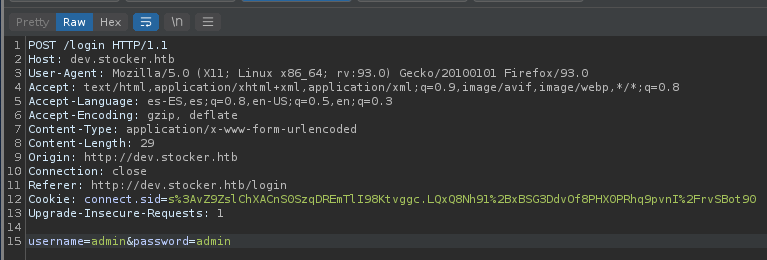 Pretty Raw Hex \n
1 POST /login HTTP/1.1
2 Host: dev.stocker.htb
3 User-Agent: Mozilla/5.0 (X11; Linux x86_64; rv:93.0) Gecko/20100101 Firefox/93.0
4 Accept: text/html,application/xhtml+xml,application/xml;q=0.9,image/avif,image/webp,*/*;q=0.8
5 Accept-Language: es-ES,es;q=0.8,en-US;q=0.5,en;q=0.3
6 Accept-Encoding: gzip, deflate
7 Content-Type: application/x-www-form-urlencoded
8 Content-Length: 29
9 Origin: http://dev.stocker.htb
10 Connection: close
11 Referer: http://dev.stocker.htb/login
12 Cookie: connect.sid=s%3AvZ9ZslChXACnS0SzqDREmTlI98Ktvggc.LQxQ8Nh91%2BxBSG3DdvOf8PHX0PRhq9pvnI%2FrvSBot90
13 Upgrade-Insecure-Requests: 1
14
15 username=admin&password=admin